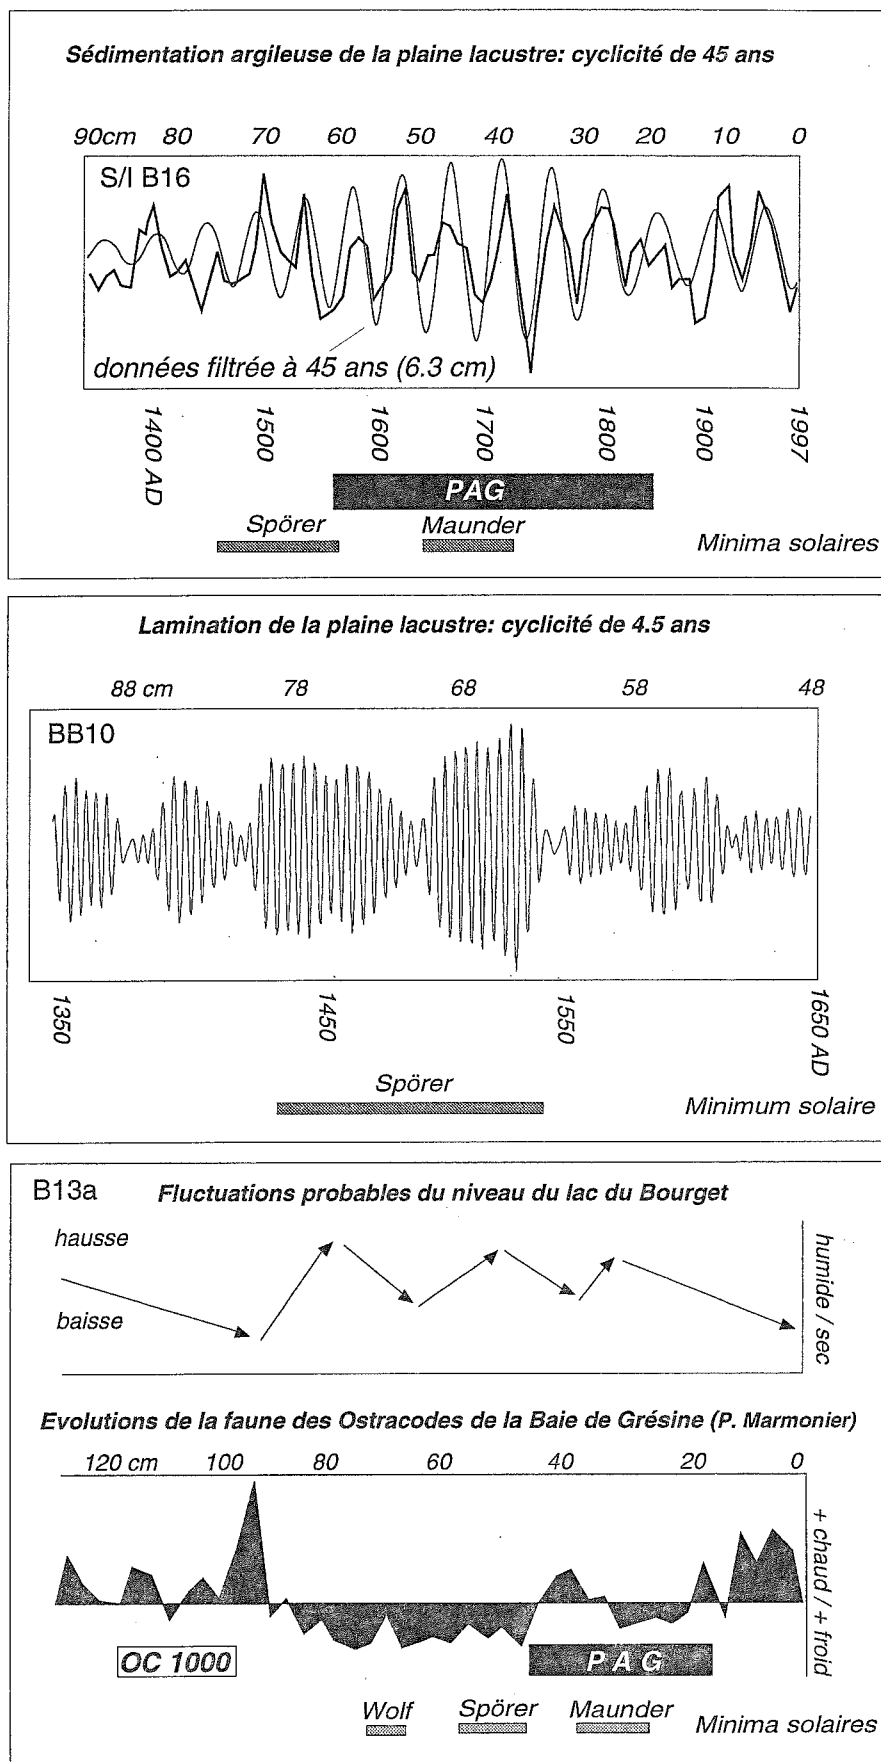 Sédimentation argileuse de la plaine lacustre: cyclicité de 45 ans
90cm 80 70 60 50 40 30 20 10 0
S/I B16
données filtrée à 45 ans (6.3 cm)
1400 AD 1500 1600 1700 1800 1900 1997
PAG
Spörer Maunder
Minima solaires
Lamination de la plaine lacustre: cyclicité de 4.5 ans
88 cm 78 68 58 48
BB10
1350 1450 1550 1650 AD
Spörer
Minimum solaire
B13a Fluctuations probables du niveau du lac du Bourget
hausse
baisse
humide / sec
Evolutions de la faune des Ostracodes de la Baie de Grésine (P. Marmonier)
120 cm 100 80 60 40 20 0
+ chaud / + froid
OC 1000 PAG
Wolf Spörer Maunder
Minima solaires